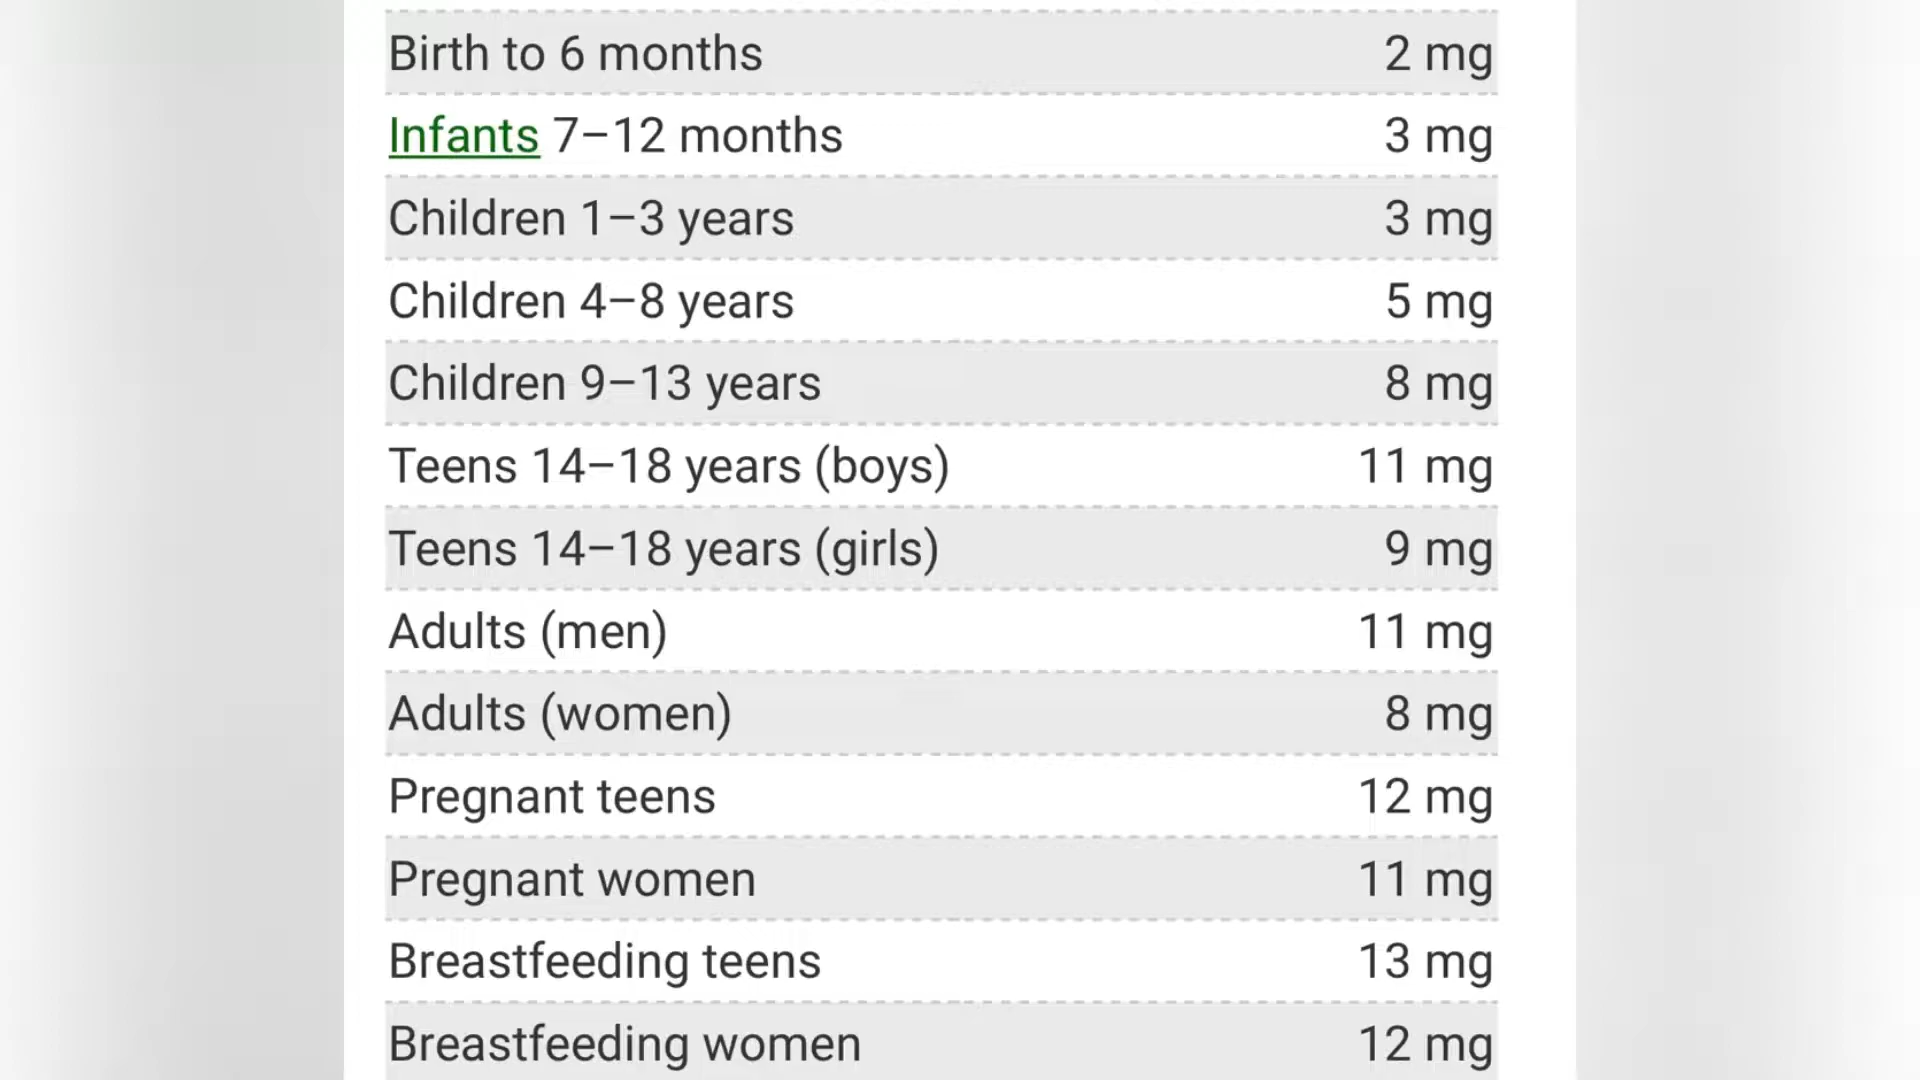 Birth to 6 months 2 mg
Infants 7–12 months 3 mg
Children 1–3 years 3 mg
Children 4–8 years 5 mg
Children 9–13 years 8 mg
Teens 14–18 years (boys) 11 mg
Teens 14–18 years (girls) 9 mg
Adults (men) 11 mg
Adults (women) 8 mg
Pregnant teens 12 mg
Pregnant women 11 mg
Breastfeeding teens 13 mg
Breastfeeding women 12 mg